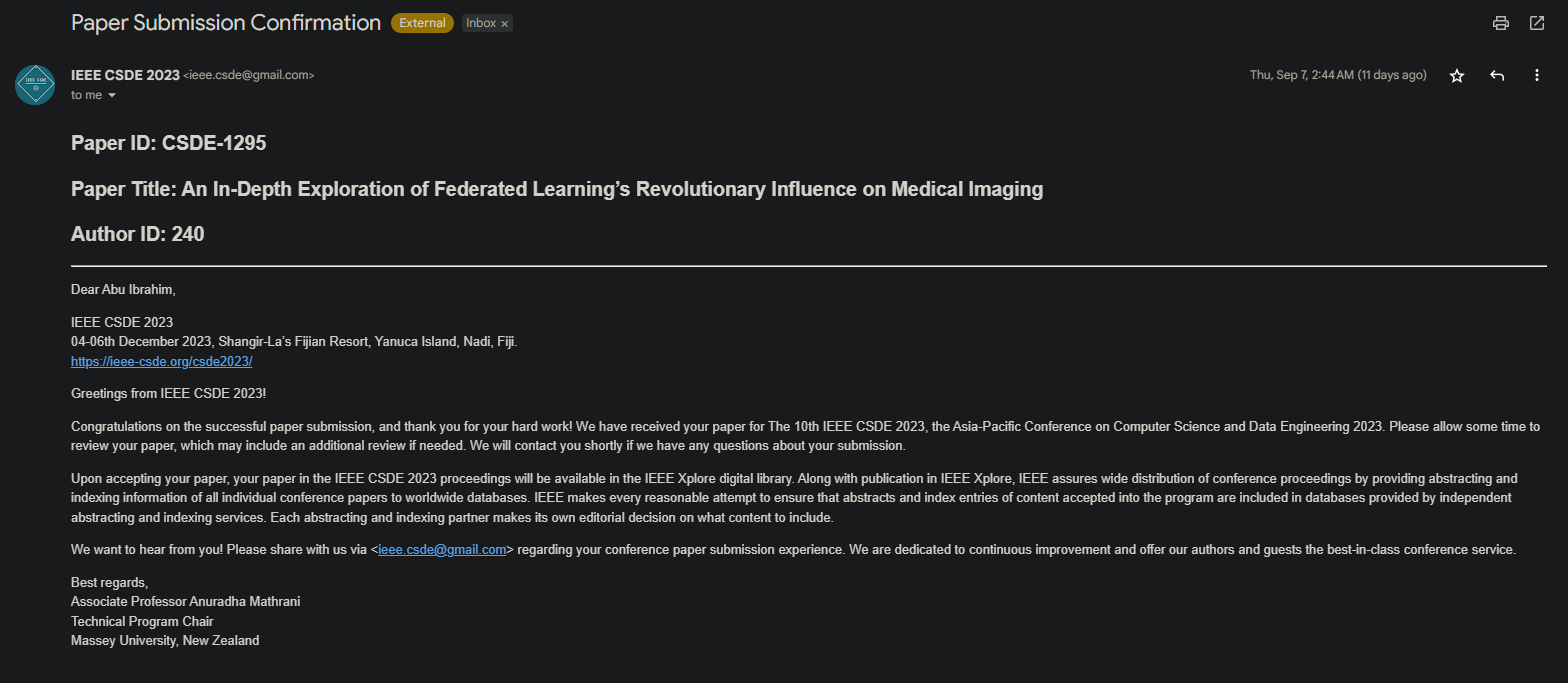 Paper Submission Confirmation External Inbox ×
IEEE CSDE 2023 <ieee.csde@gmail.com> Thu, Sep 7, 2:44 AM (11 days ago)
to me
IEEE CSDE
Paper ID: CSDE-1295
Paper Title: An In-Depth Exploration of Federated Learning’s Revolutionary Influence on Medical Imaging
Author ID: 240
Dear Abu Ibrahim,
IEEE CSDE 2023
04-06th December 2023, Shangir-La’s Fijian Resort, Yanuca Island, Nadi, Fiji.
https://ieee-csde.org/csde2023/
Greetings from IEEE CSDE 2023!
Congratulations on the successful paper submission, and thank you for your hard work! We have received your paper for The 10th IEEE CSDE 2023, the Asia-Pacific Conference on Computer Science and Data Engineering 2023. Please allow some time to
review your paper, which may include an additional review if needed. We will contact you shortly if we have any questions about your submission.
Upon accepting your paper, your paper in the IEEE CSDE 2023 proceedings will be available in the IEEE Xplore digital library. Along with publication in IEEE Xplore, IEEE assures wide distribution of conference proceedings by providing abstracting and
indexing information of all individual conference papers to worldwide databases. IEEE makes every reasonable attempt to ensure that abstracts and index entries of content accepted into the program are included in databases provided by independent
abstracting and indexing services. Each abstracting and indexing partner makes its own editorial decision on what content to include.
We want to hear from you! Please share with us via <ieee.csde@gmail.com> regarding your conference paper submission experience. We are dedicated to continuous improvement and offer our authors and guests the best-in-class conference service.
Best regards,
Associate Professor Anuradha Mathrani
Technical Program Chair
Massey University, New Zealand